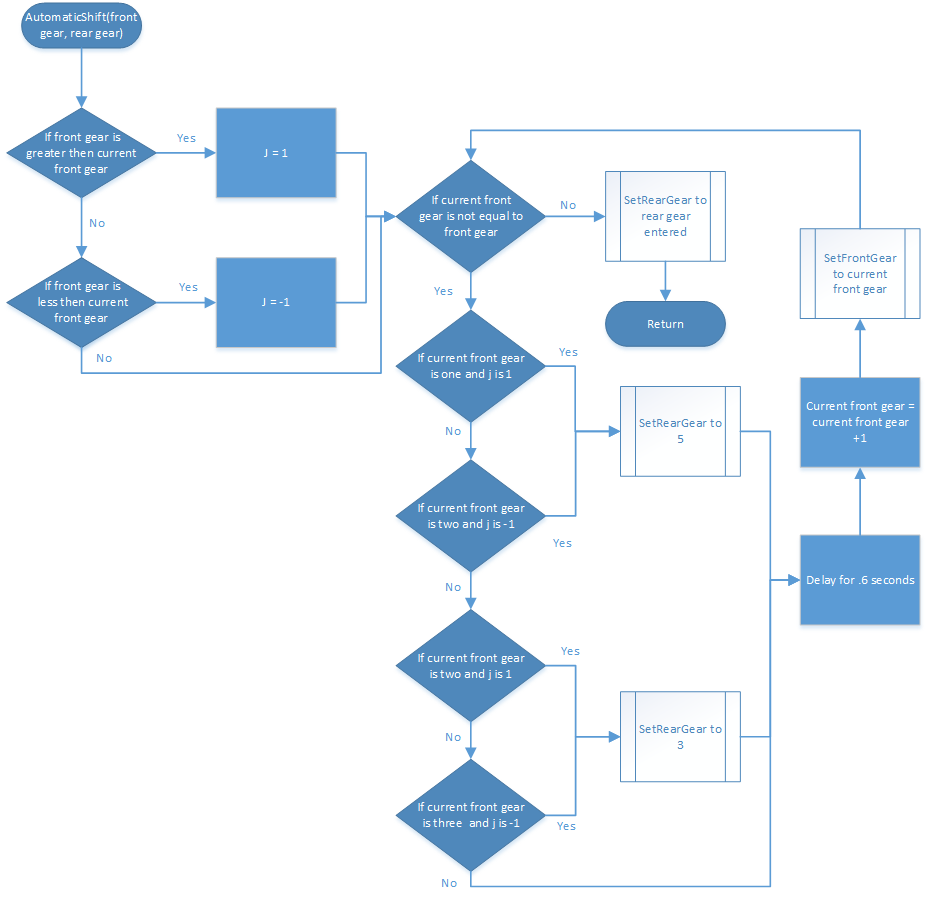 AutomaticShift(front
gear, rear gear)
If front gear is
greater then current
front gear
Yes
J = 1
No
If front gear is
less then current
front gear
Yes
J = -1
No
If current front
gear is not equal to
front gear
No
SetRearGear to
rear gear
entered
Return
Yes
If current front gear
is one and j is 1
Yes
No
SetRearGear to
5
If current front gear
is two and j is -1
Yes
No
If current front gear
is two and j is 1
Yes
No
SetRearGear to
3
If current front gear
is three and j is -1
Yes
No
Delay for .6 seconds
Current front gear =
current front gear
+1
SetFrontGear
to current
front gear